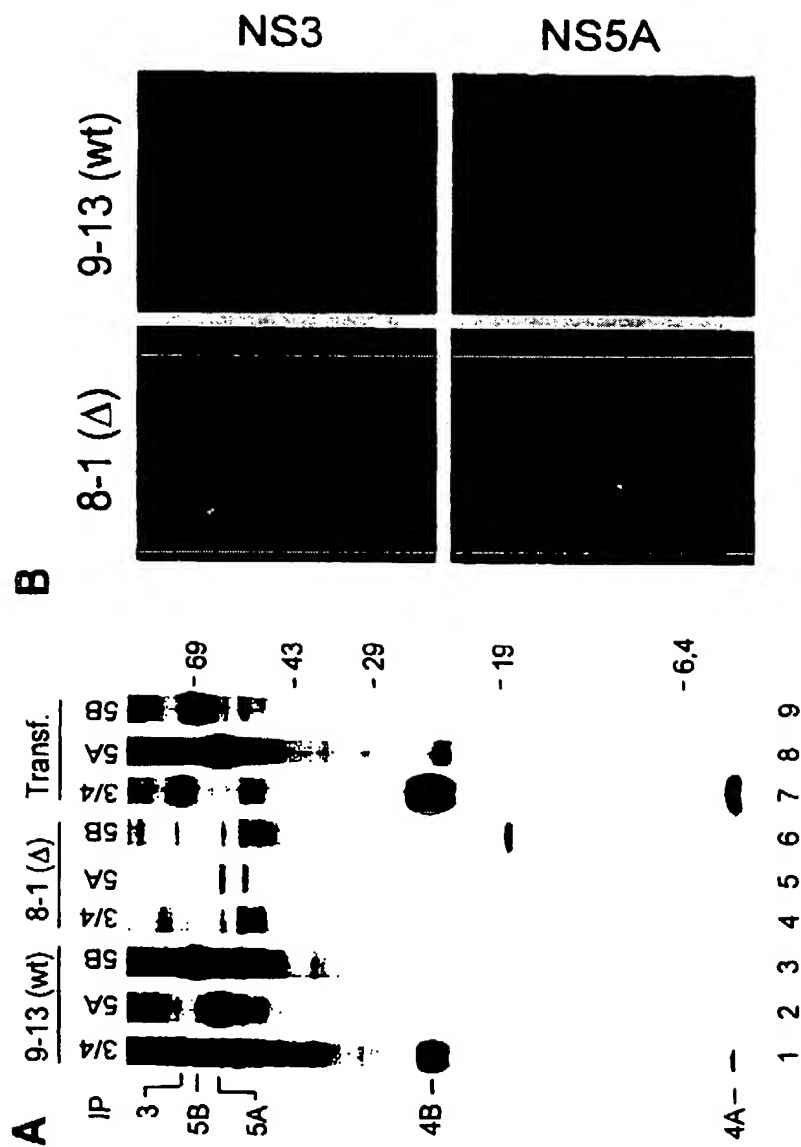 A
IP
9-13 (wt)
8-1 (Δ)
Transf.
3/4 5A 5B 3/4 5A 5B 3/4 5A 5B
3
5B
5A
4B
4A
-69
-43
-29
-19
-6,4
1 2 3 4 5 6 7 8 9
B
8-1 (Δ)
9-13 (wt)
NS3
NS5A